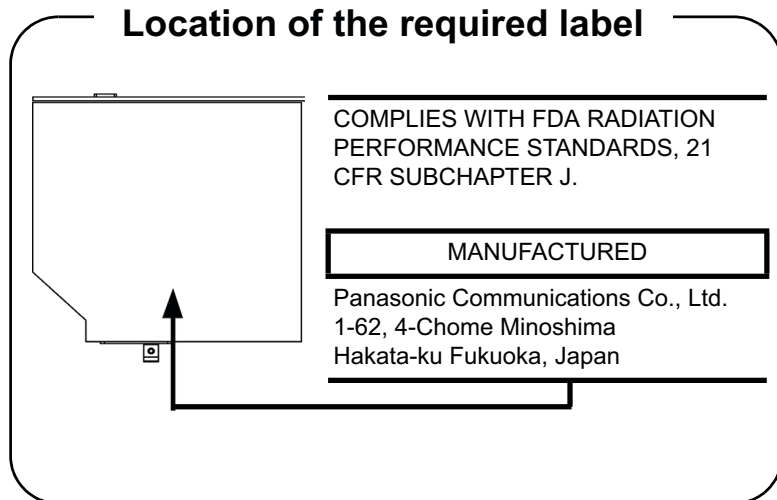 Location of the required label
COMPLIES WITH FDA RADIATION
PERFORMANCE STANDARDS, 21
CFR SUBCHAPTER J.
MANUFACTURED
Panasonic Communications Co., Ltd.
1-62, 4-Chome Minoshima
Hakata-ku Fukuoka, Japan